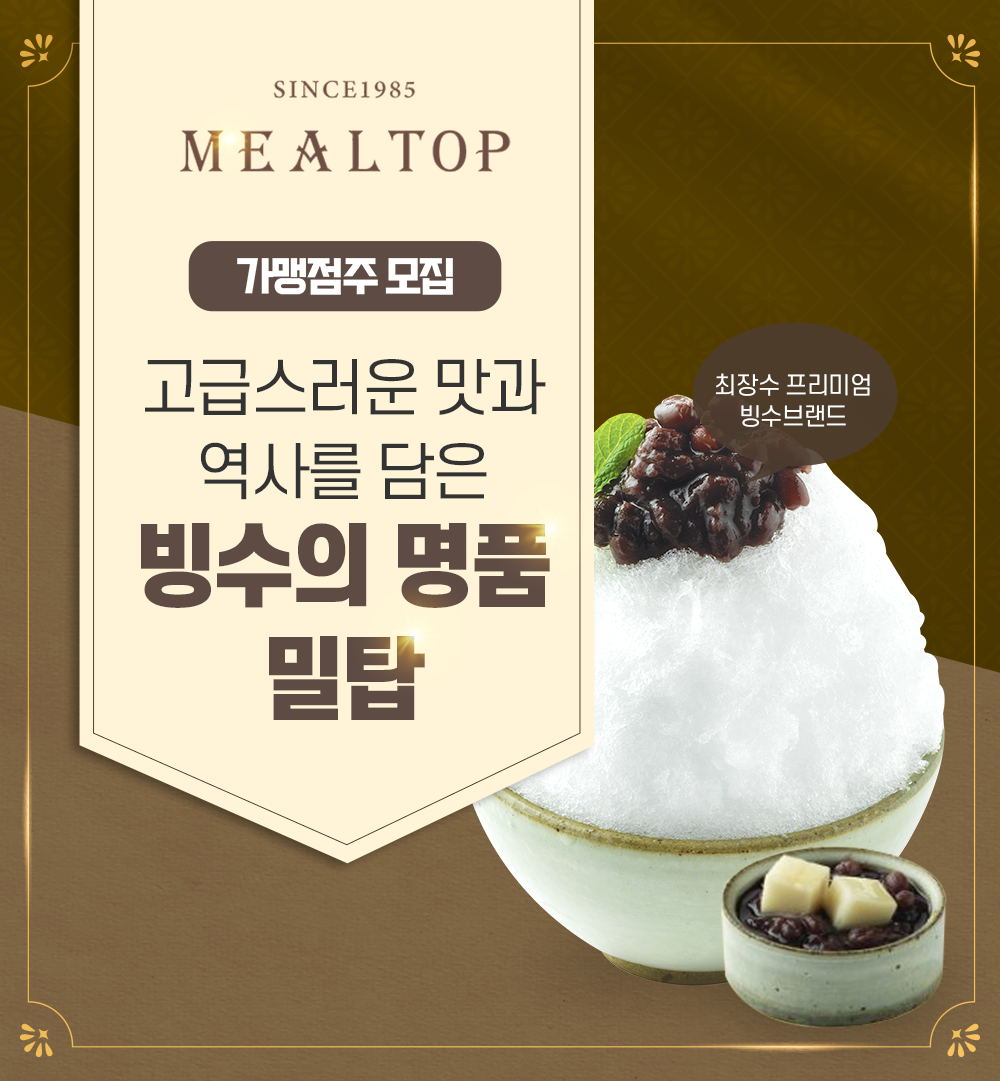 SINCE1985
MEALTOP
가맹점주 모집
고급스러운 맛과
역사를 담은
빙수의 명품
밀탑
최장수 프리미엄
빙수브랜드